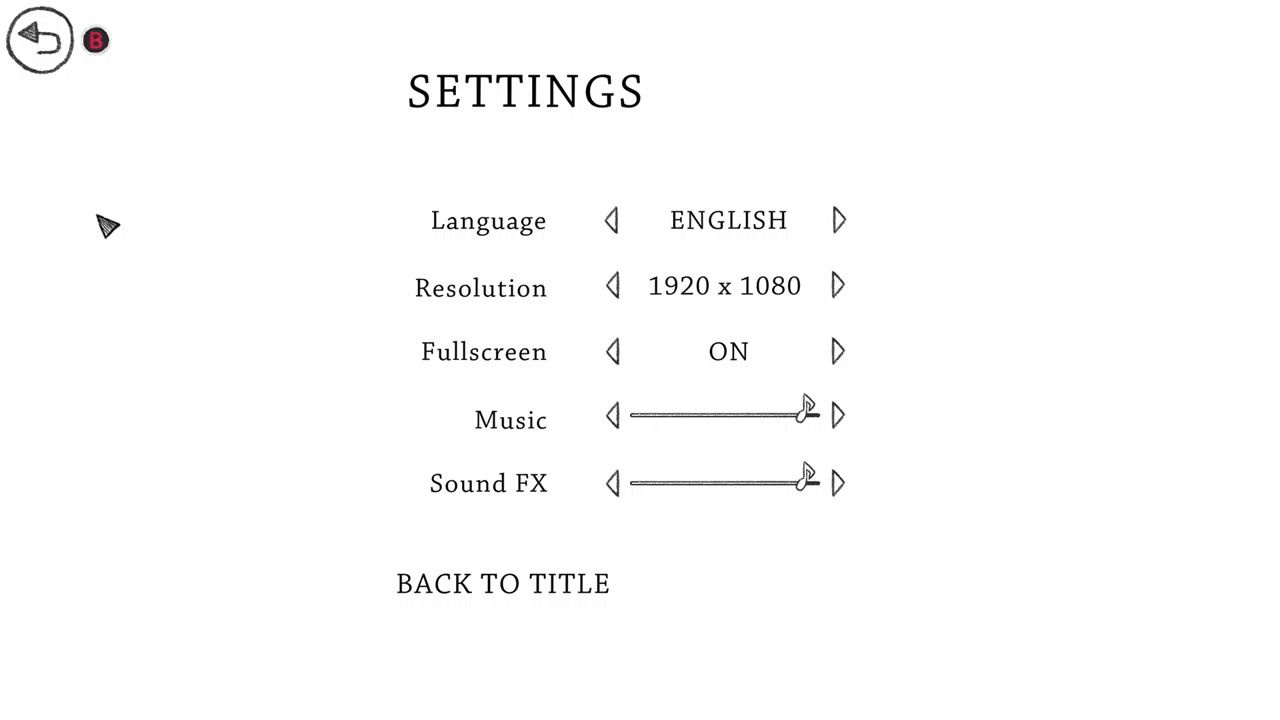 B
SETTINGS
Language ENGLISH
Resolution 1920 x 1080
Fullscreen ON
Music
Sound FX
BACK TO TITLE